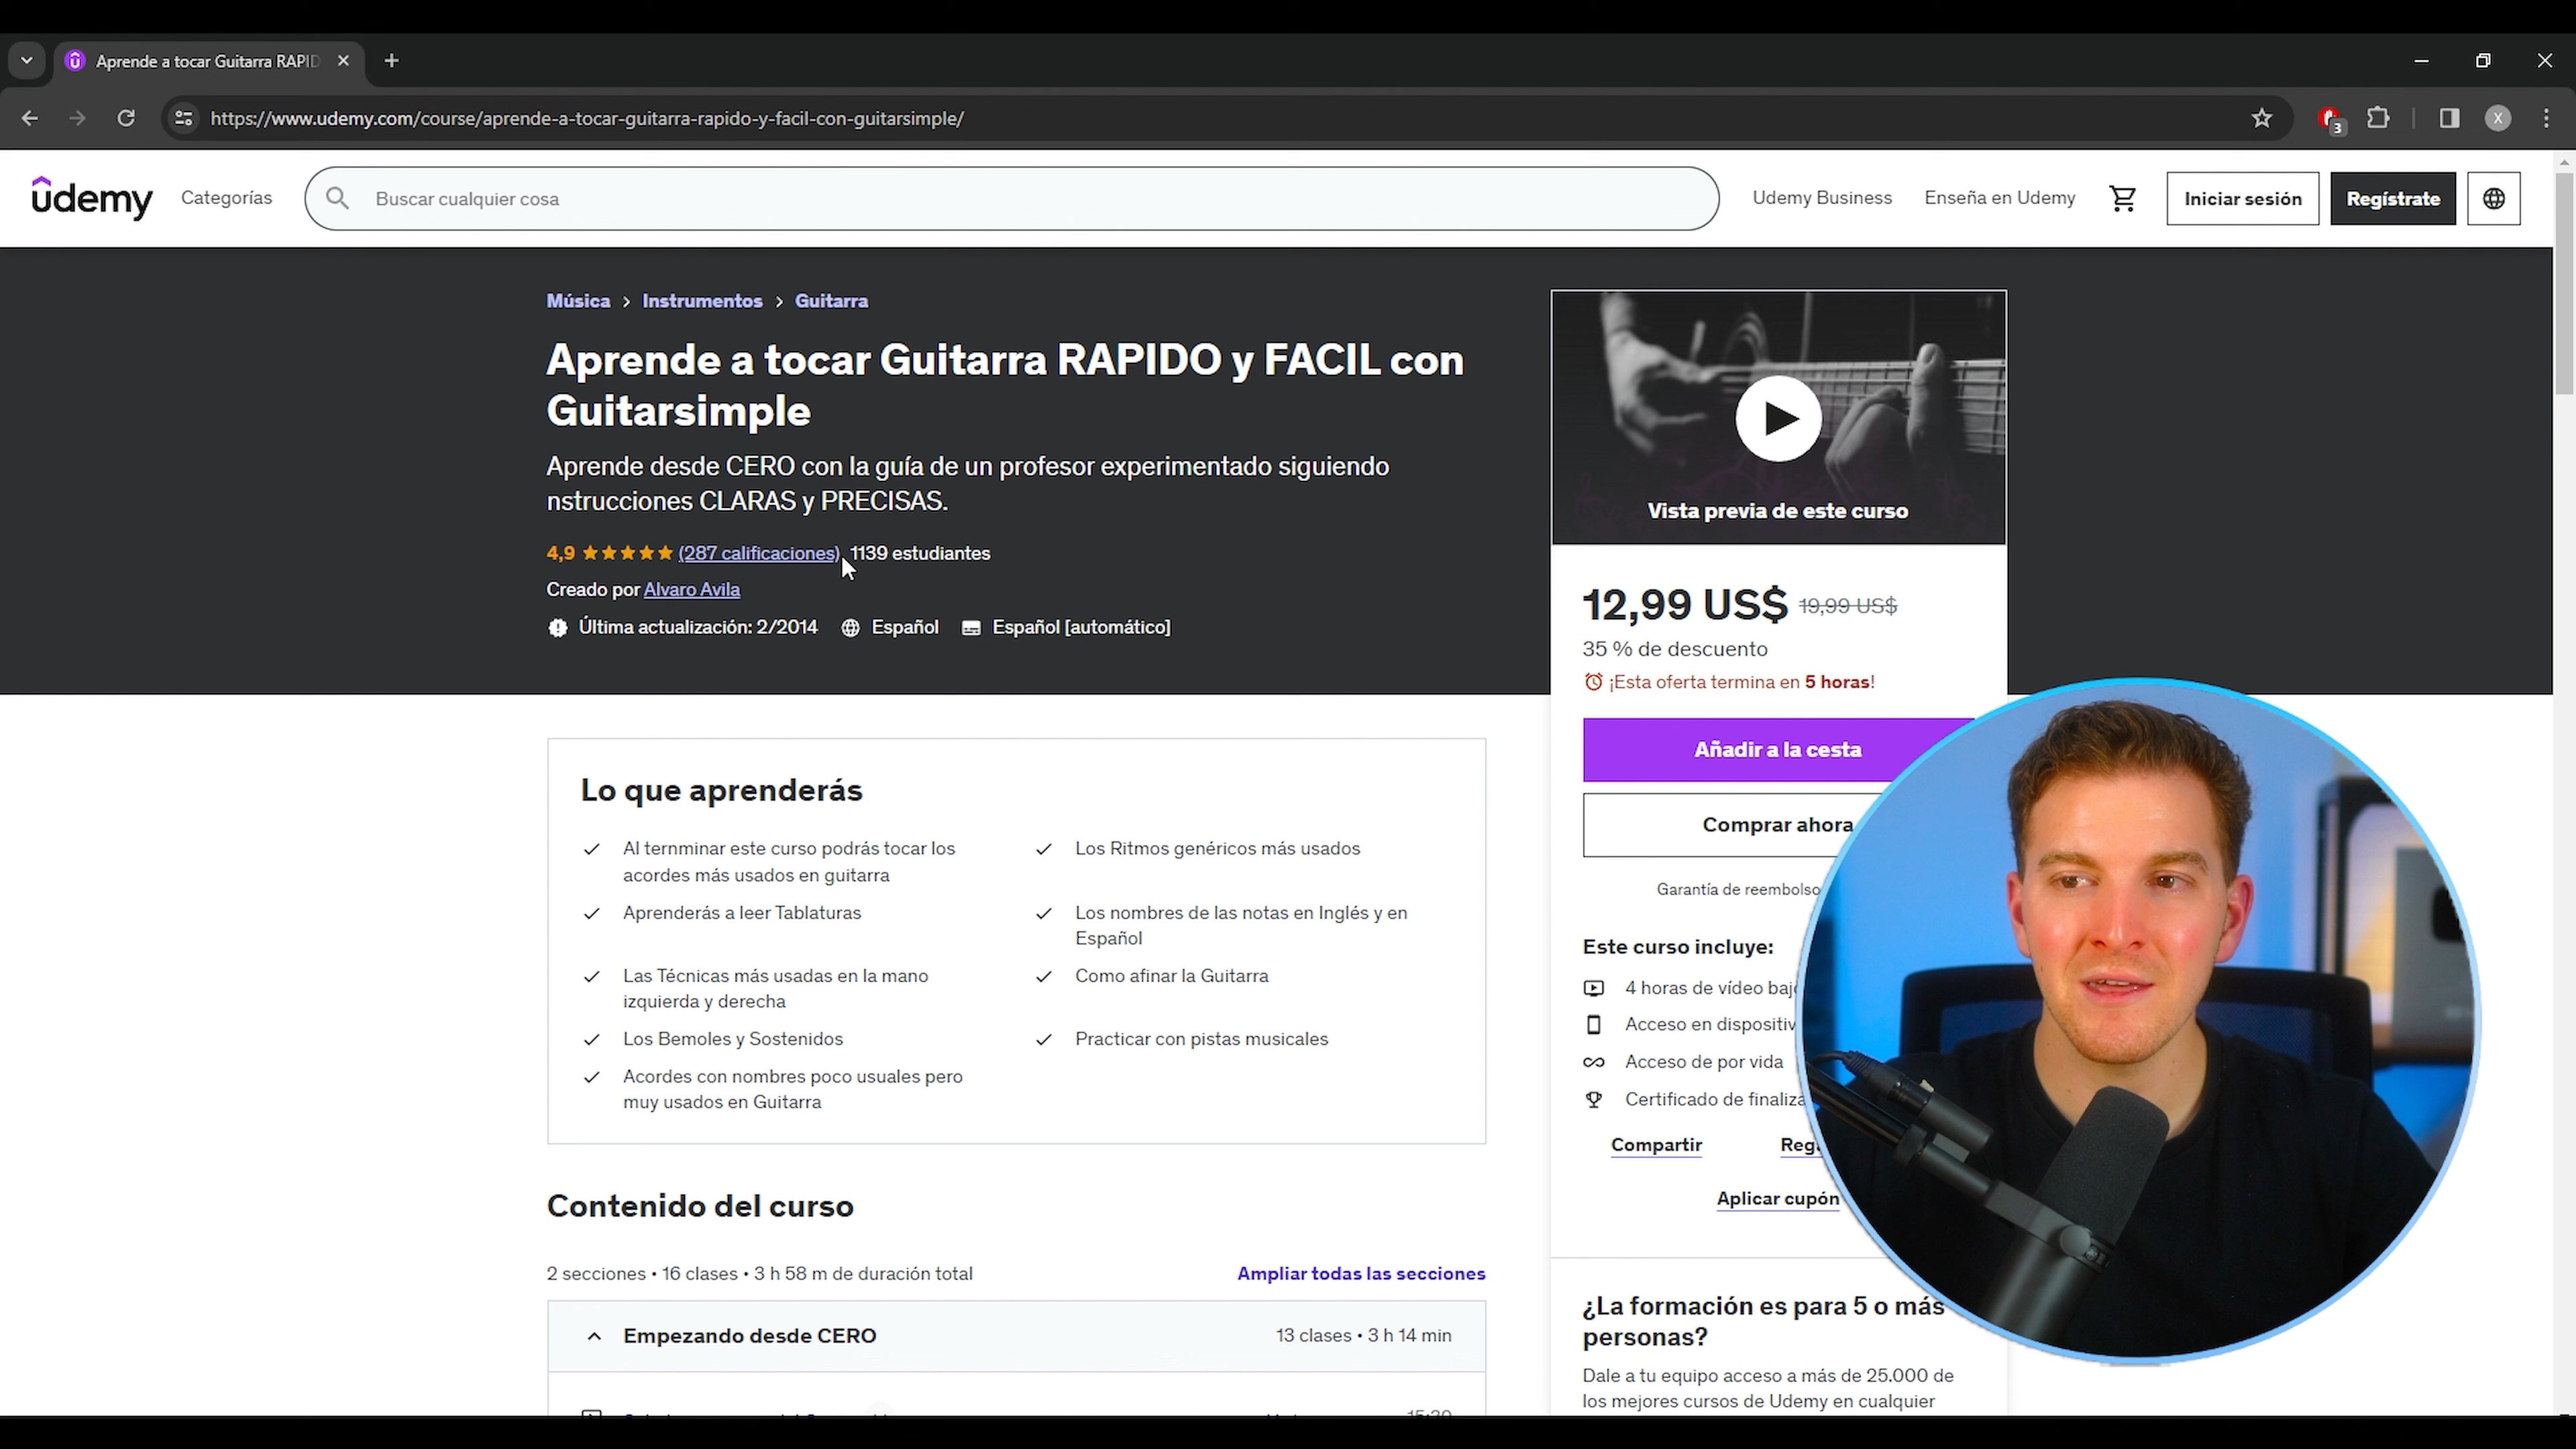 Aprende a tocar Guitarra RAPID
https://www.udemy.com/course/aprende-a-tocar-guitarra-rapido-y-facil-con-guitarsimple/
3
X
udemy
Categorías
Buscar cualquier cosa
Udemy Business
Enseña en Udemy
Iniciar sesión
Regístrate
Música > Instrumentos > Guitarra
Aprende a tocar Guitarra RAPIDO y FACIL con
Guitarsimple
Aprende desde CERO con la guía de un profesor experimentado siguiendo
nstrucciones CLARAS y PRECISAS.
4,9 (287 calificaciones) 1139 estudiantes
Creado por Alvaro Avila
Última actualización: 2/2014 Español Español [automático]
Vista previa de este curso
12,99 US$ 19,99 US$
35 % de descuento
¡Esta oferta termina en 5 horas!
Añadir a la cesta
Comprar ahora
Garantía de reembolso
Este curso incluye:
4 horas de vídeo
Acceso en
Acceso de por vida
Certificado de
Compartir
Aplicar cupón
¿La formación es para 5 o más
personas?
Dale a tu equipo acceso a más de 25.000 de
los mejores cursos de Udemy en cualquier
Lo que aprenderás
Al ternminar este curso podrás tocar los
acordes más usados en guitarra
Los Ritmos genéricos más usados
Aprenderás a leer Tablaturas
Los nombres de las notas en Inglés y en
Español
Las Técnicas más usadas en la mano
izquierda y derecha
Como afinar la Guitarra
Los Bemoles y Sostenidos
Practicar con pistas musicales
Acordes con nombres poco usuales pero
muy usados en Guitarra
Contenido del curso
2 secciones • 16 clases • 3 h 58 m de duración total
Ampliar todas las secciones
Empezando desde CERO
13 clases • 3 h 14 min